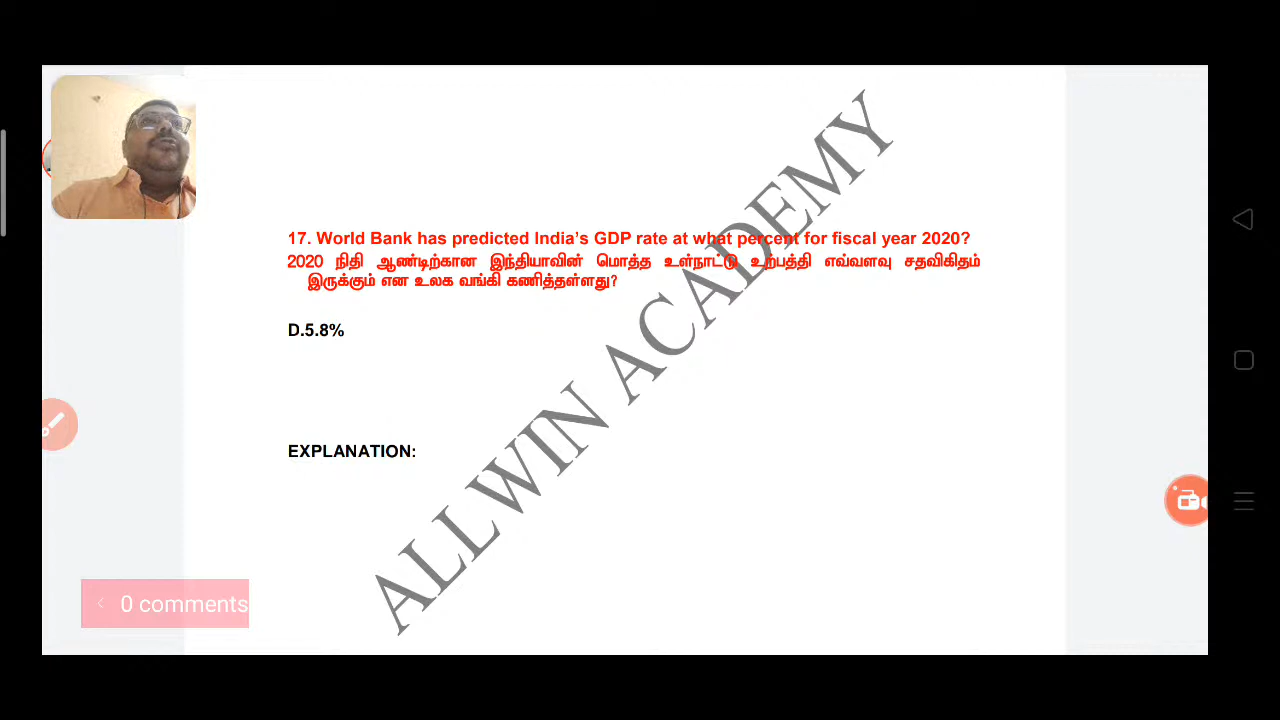 17. World Bank has predicted India's GDP rate at what percent for fiscal year 2020?
2020 நிதி ஆண்டிற்கான இந்தியாவின் மொத்த உள்நாட்டு உற்பத்தி எவ்வளவு சதவிகிதம்
இருக்கும் என உலக வங்கி கணித்தள்ளது?
D.5.8%
EXPLANATION:
ALLWIN ACADEMY
0 comments